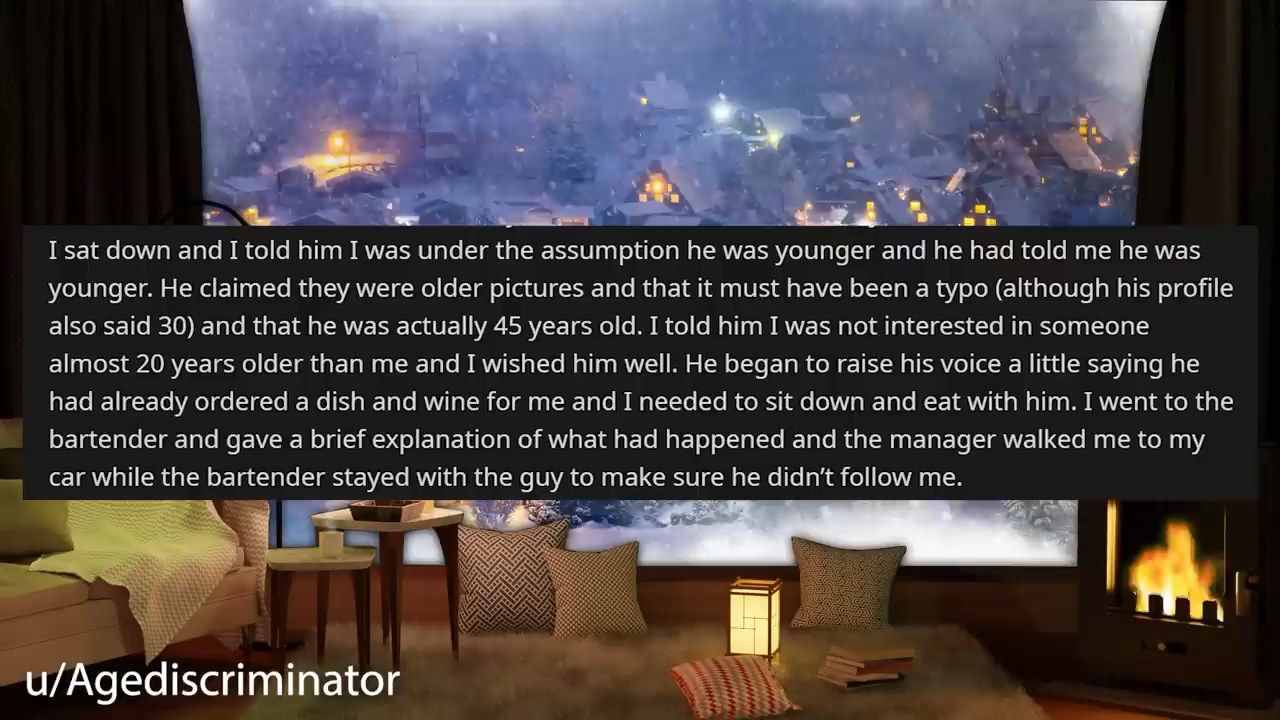 I sat down and I told him I was under the assumption he was younger and he had told me he was
younger. He claimed they were older pictures and that it must have been a typo (although his profile
also said 30) and that he was actually 45 years old. I told him I was not interested in someone
almost 20 years older than me and I wished him well. He began to raise his voice a little saying he
had already ordered a dish and wine for me and I needed to sit down and eat with him. I went to the
bartender and gave a brief explanation of what had happened and the manager walked me to my
car while the bartender stayed with the guy to make sure he didn’t follow me.
u/Agediscriminator